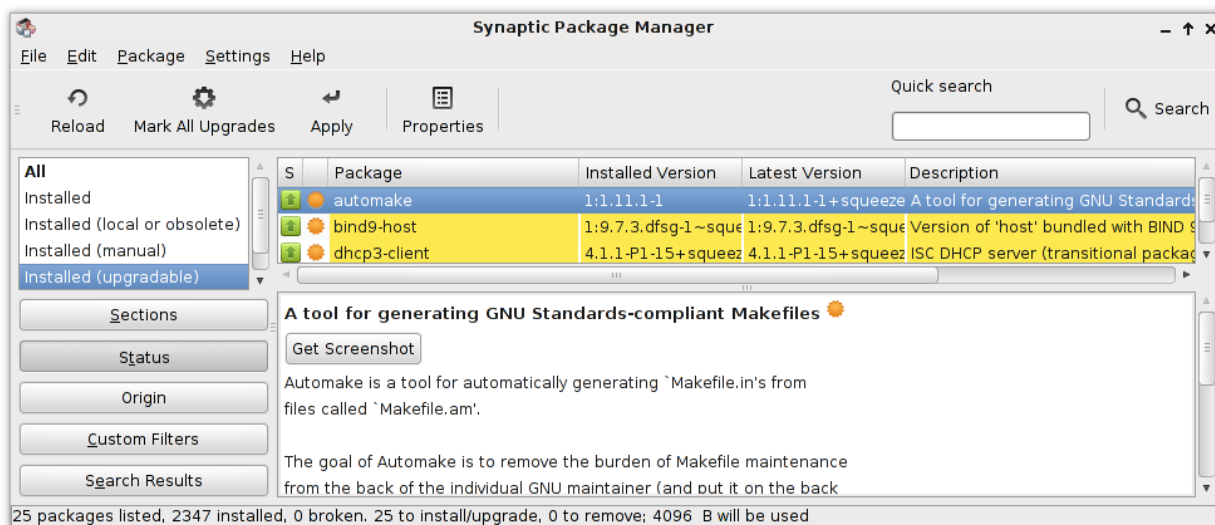 Synaptic Package Manager
File Edit Package Settings Help
Reload Mark All Upgrades Apply Properties Quick search Search
All
Installed
Installed (local or obsolete)
Installed (manual)
Installed (upgradable)
S Package Installed Version Latest Version Description
automake 1:1.11.1-1 1:1.11.1-1+squeeze A tool for generating GNU Standards
bind9-host 1:9.7.3.dfsg-1~sque 1:9.7.3.dfsg-1~sque Version of 'host' bundled with BIND 9
dhcp3-client 4.1.1-P1-15+squeez 4.1.1-P1-15+squeez ISC DHCP server (transitional packag
Sections
Status
Origin
Custom Filters
Search Results
A tool for generating GNU Standards-compliant Makefiles
Get Screenshot
Automake is a tool for automatically generating `Makefile.in's from
files called `Makefile.am'.
The goal of Automake is to remove the burden of Makefile maintenance
from the back of the individual GNU maintainer (and put it on the back
25 packages listed, 2347 installed, 0 broken. 25 to install/upgrade, 0 to remove; 4096 B will be used